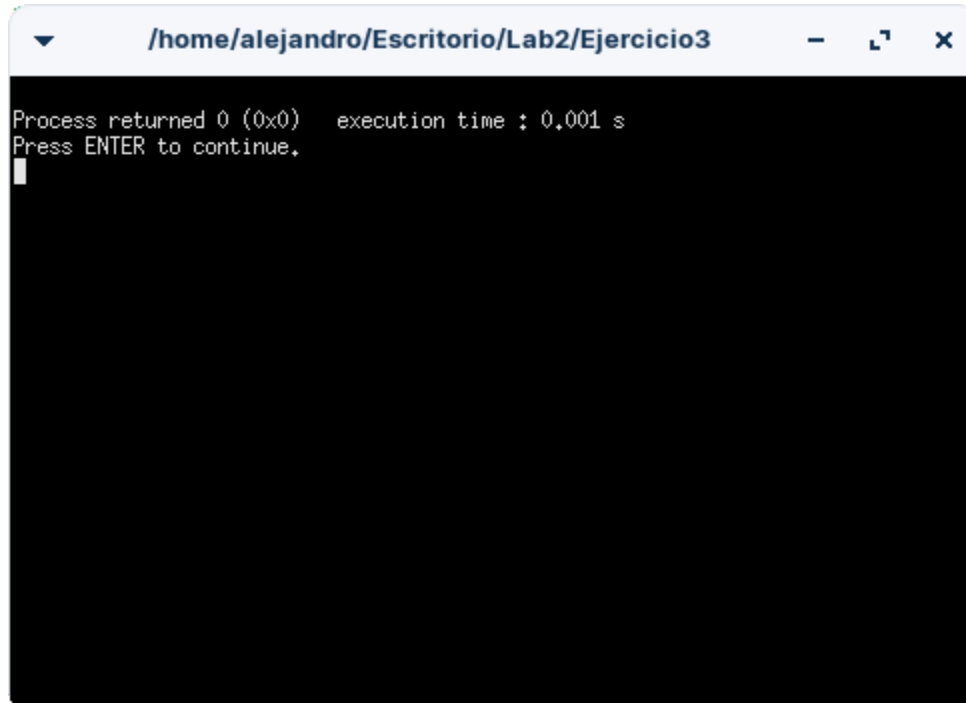 /home/alejandro/Escritorio/Lab2/Ejercicio3
Process returned 0 (0x0)   execution time : 0.001 s
Press ENTER to continue.